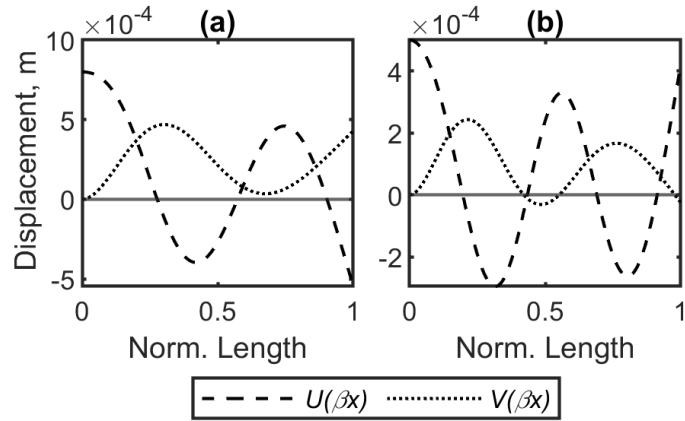 ×10⁻⁴ (a)
10
5
0
-5
0 0.5 1
Norm. Length
Displacement, m
×10⁻⁴ (b)
4
2
0
-2
0 0.5 1
Norm. Length
U(βx) V(βx)